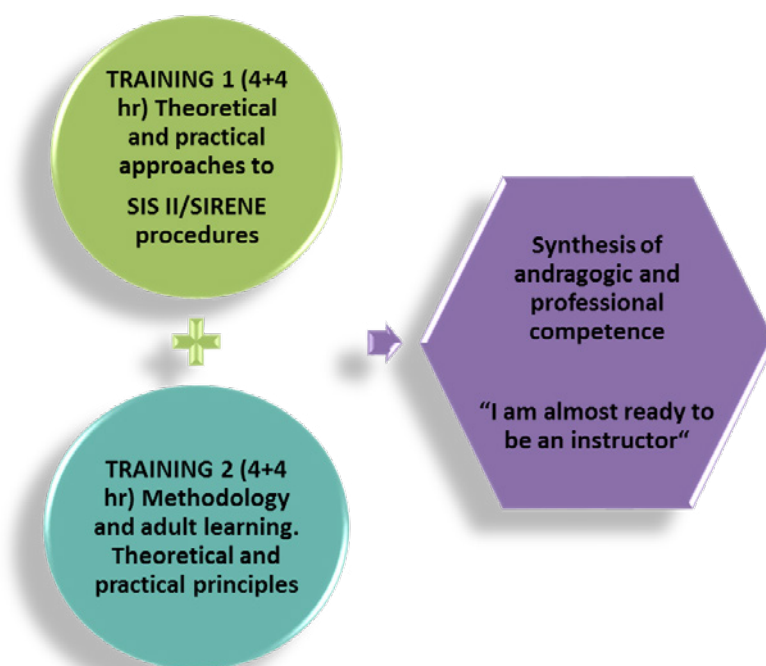 TRAINING 1 (4+4
hr) Theoretical
and practical
approaches to
SIS II/SIRENE
procedures
TRAINING 2 (4+4
hr) Methodology
and adult learning.
Theoretical and
practical principles
Synthesis of
andragogic and
professional
competence
“I am almost ready to
be an instructor“